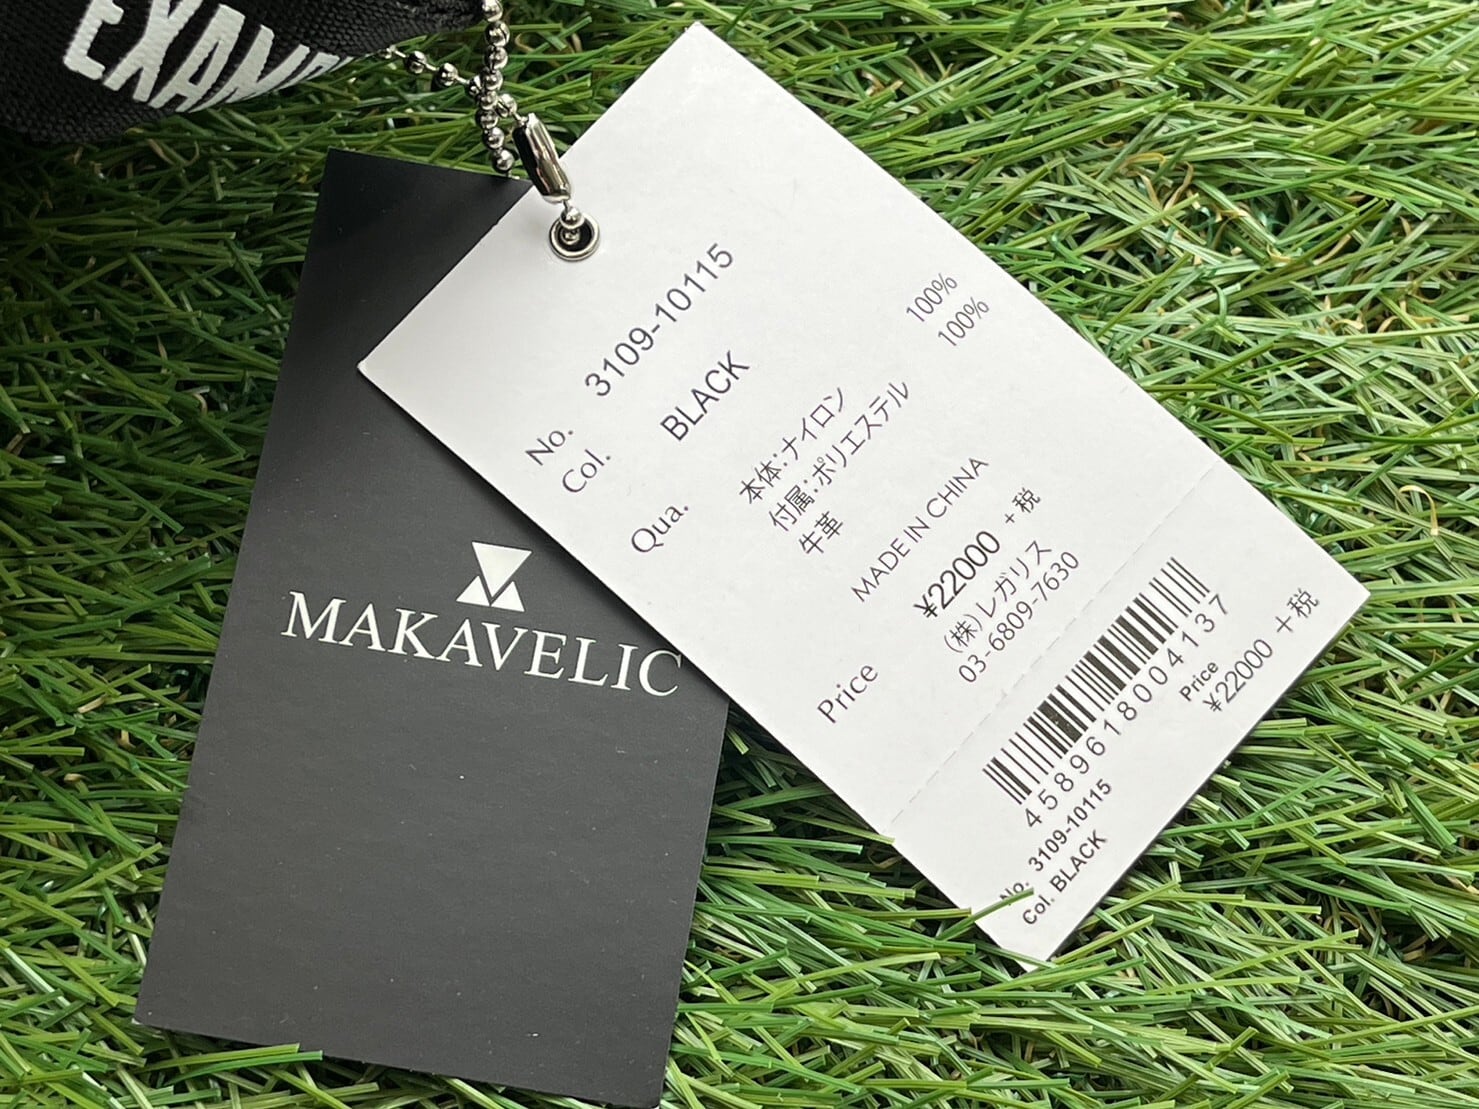 EXAM
MAKAVELIC
No. 3109-10115
Col. BLACK
Qua. 本体:ナイロン 100%
付属:ポリエステル 100%
牛革
MADE IN CHINA
Price ¥22000 +税
(株)レガリス
03-6809-7630
4589618004137
No. 3109-10115
Col. BLACK
Price
¥22000 +税